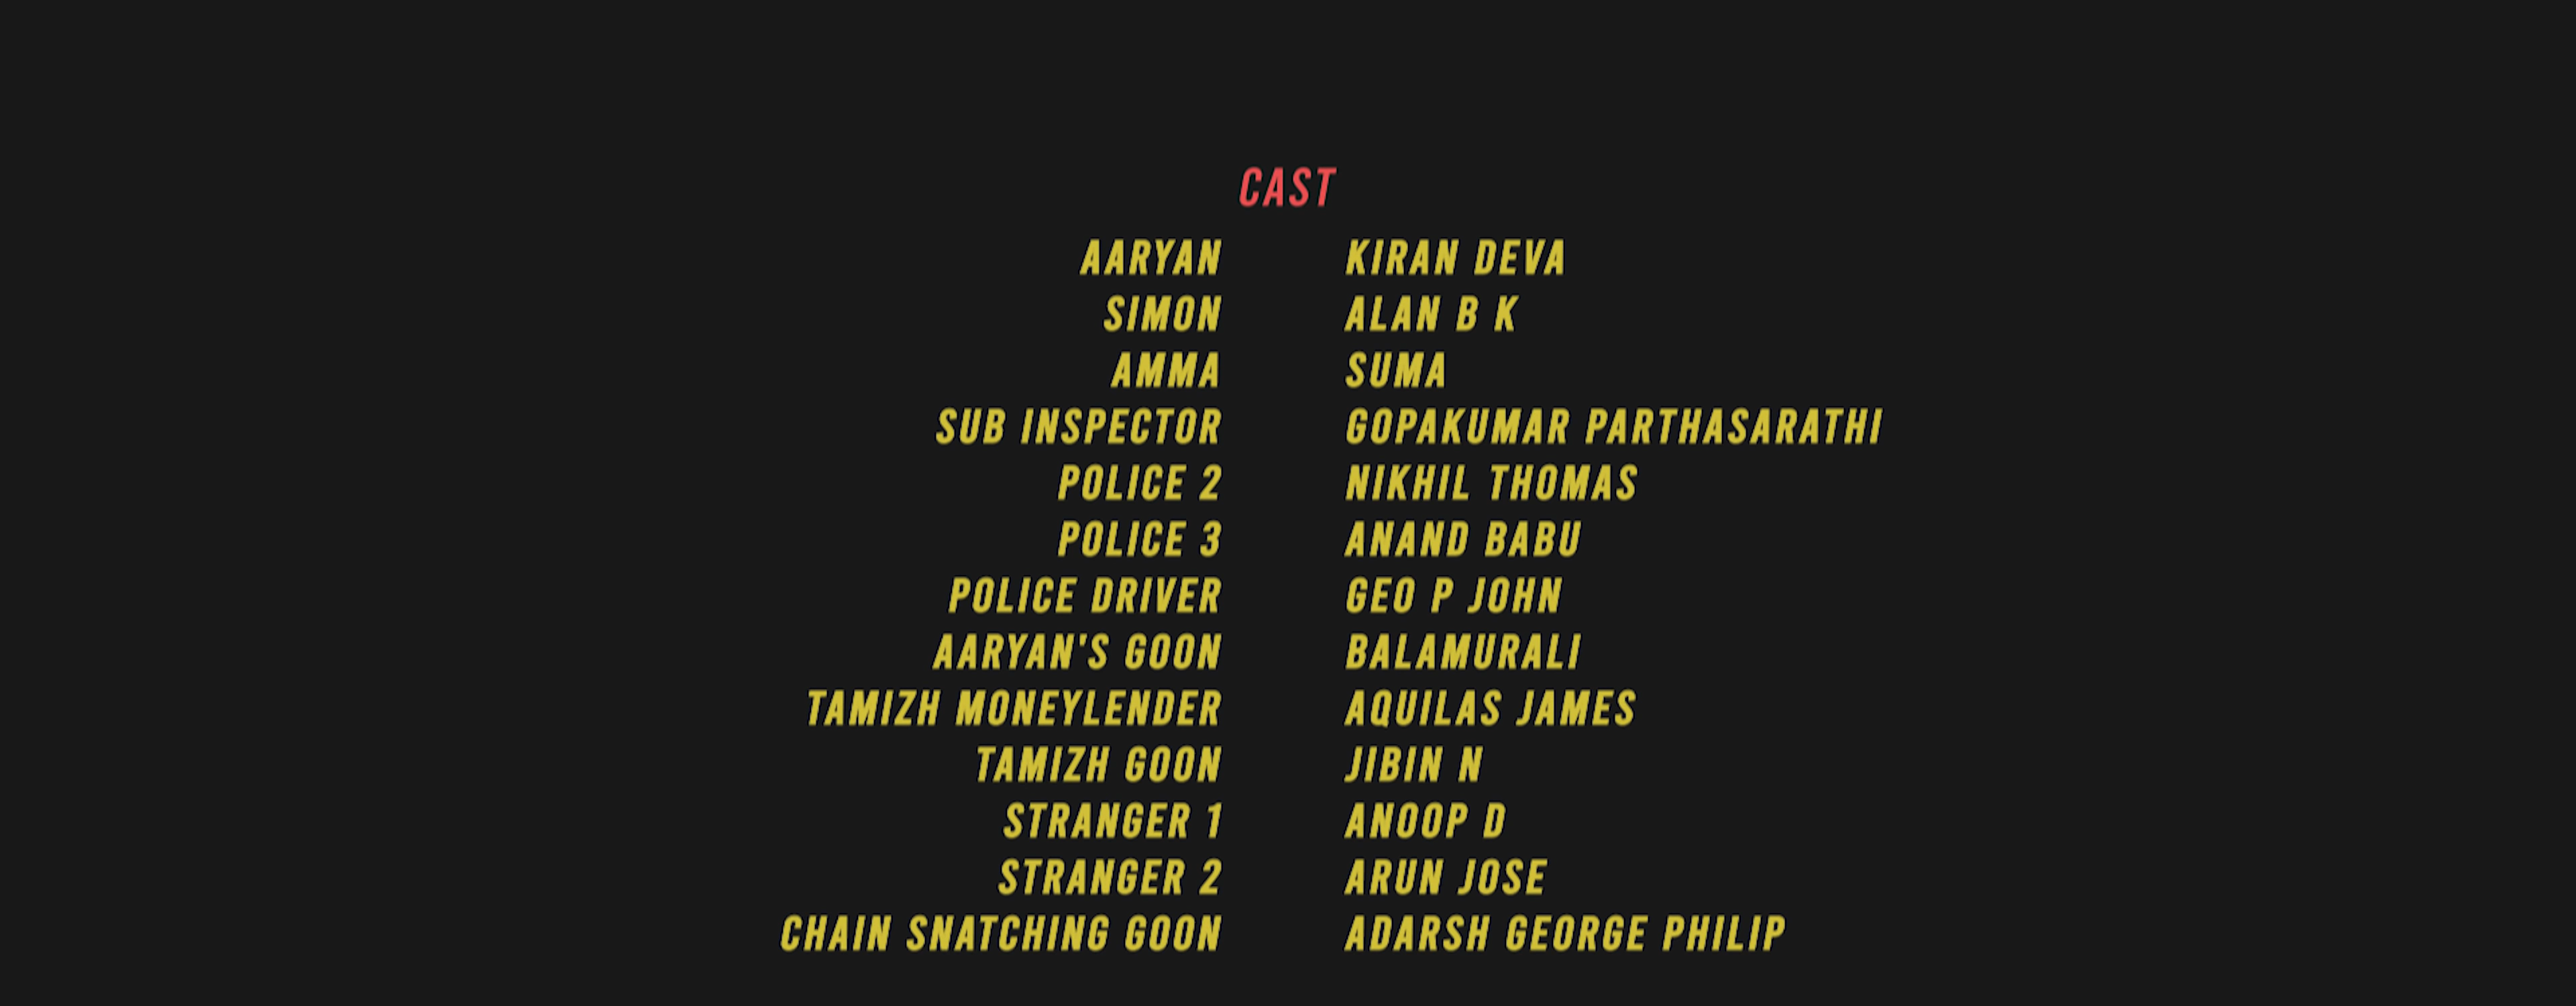 CAST
AARYAN KIRAN DEVA
SIMON ALAN B K
AMMA SUMA
SUB INSPECTOR GOPAKUMAR PARTHASARATHI
POLICE 2 NIKHIL THOMAS
POLICE 3 ANAND BABU
POLICE DRIVER GEO P JOHN
AARYAN'S GOON BALAMURALI
TAMIZH MONEYLENDER AQUILAS JAMES
TAMIZH GOON JIBIN N
STRANGER 1 ANOOP D
STRANGER 2 ARUN JOSE
CHAIN SNATCHING GOON ADARSH GEORGE PHILIP